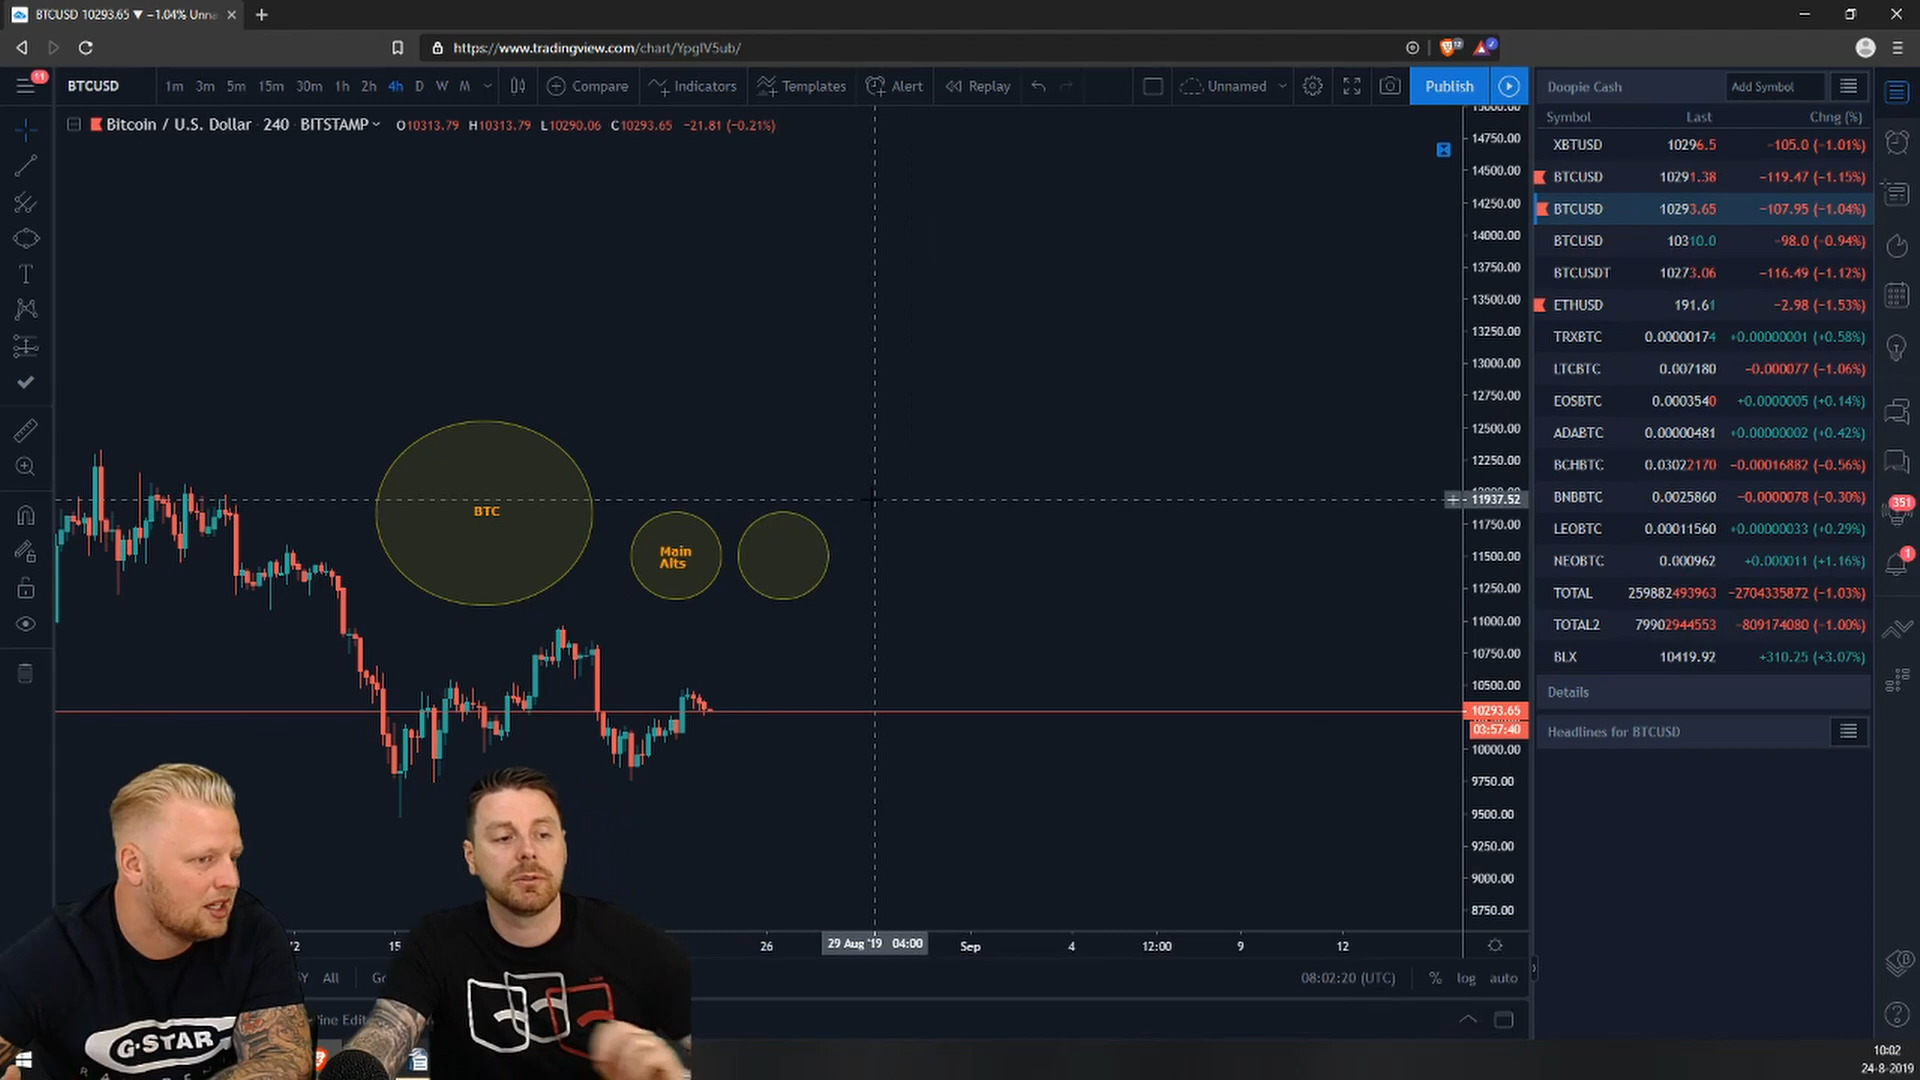 BTCUSD 10293.65 ▼ −1.04% Unna
https://www.tradingview.com/chart/YpglV5ub/
12
11
BTCUSD 1m 3m 5m 15m 30m 1h 2h 4h D W M Compare Indicators Templates Alert Replay Unnamed Publish
Bitcoin / U.S. Dollar 240 BITSTAMP O10313.79 H10313.79 L10290.06 C10293.65 −21.81 (−0.21%)
15000.00
14750.00
14500.00
14250.00
14000.00
13750.00
13500.00
13250.00
13000.00
12750.00
12500.00
12250.00
11937.52
11750.00
11500.00
11250.00
11000.00
10750.00
10500.00
10293.65
03:57:40
10000.00
9750.00
9500.00
9250.00
9000.00
8750.00
BTC
Main
Alts
15 26 29 Aug '19 04:00 Sep 4 12:00 9 12
All 08:02:20 (UTC) % log auto
Doopie Cash Add Symbol
Symbol Last Chng (%)
XBTUSD 10296.5 −105.0 (−1.01%)
BTCUSD 10291.38 −119.47 (−1.15%)
BTCUSD 10293.65 −107.95 (−1.04%)
BTCUSD 10310.0 −98.0 (−0.94%)
BTCUSDT 10273.06 −116.49 (−1.12%)
ETHUSD 191.61 −2.98 (−1.53%)
TRXBTC 0.00000174 +0.00000001 (+0.58%)
LTCBTC 0.007180 −0.000077 (−1.06%)
EOSBTC 0.0003540 +0.0000005 (+0.14%)
ADABTC 0.00000481 +0.00000002 (+0.42%)
BCHBTC 0.03022170 −0.00016882 (−0.56%)
BNBBTC 0.0025860 −0.0000078 (−0.30%)
LEOBTC 0.00011560 +0.00000033 (+0.29%)
NEOBTC 0.000962 +0.000011 (+1.16%)
TOTAL 259882493963 −2704335872 (−1.03%)
TOTAL2 79902944553 −809174080 (−1.00%)
BLX 10419.92 +310.25 (+3.07%)
Details
Headlines for BTCUSD
351
1
G-STAR
10:02
24-8-2019